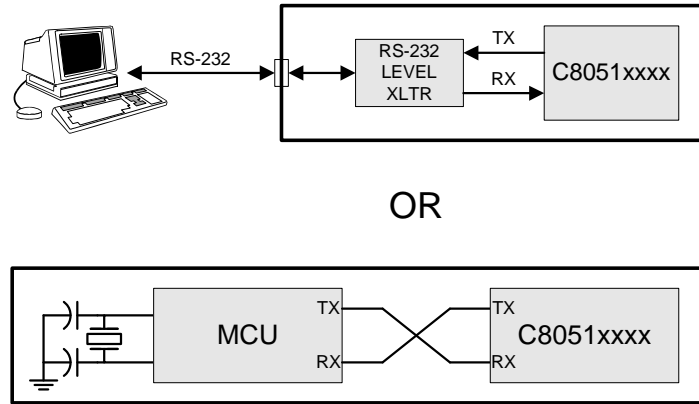 RS-232
RS-232
LEVEL
XLTR
TX
RX
C8051xxxx
OR
MCU
TX
RX
TX
RX
C8051xxxx